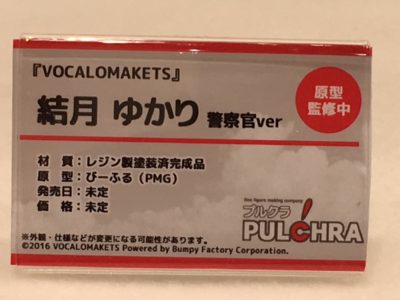 『VOCALOMAKETS』
結月 ゆかり 警察官ver
原型
監修中
材 質：レジン製塗装済完成品
原 型：びーふる（PMG）
発売日：未定
価 格：未定
fine figure making company
プルクラ
PULCHRA
※外観・仕様などが変更になる可能性があります。
©2016 VOCALOMAKETS Powered by Bumpy Factory Corporation.